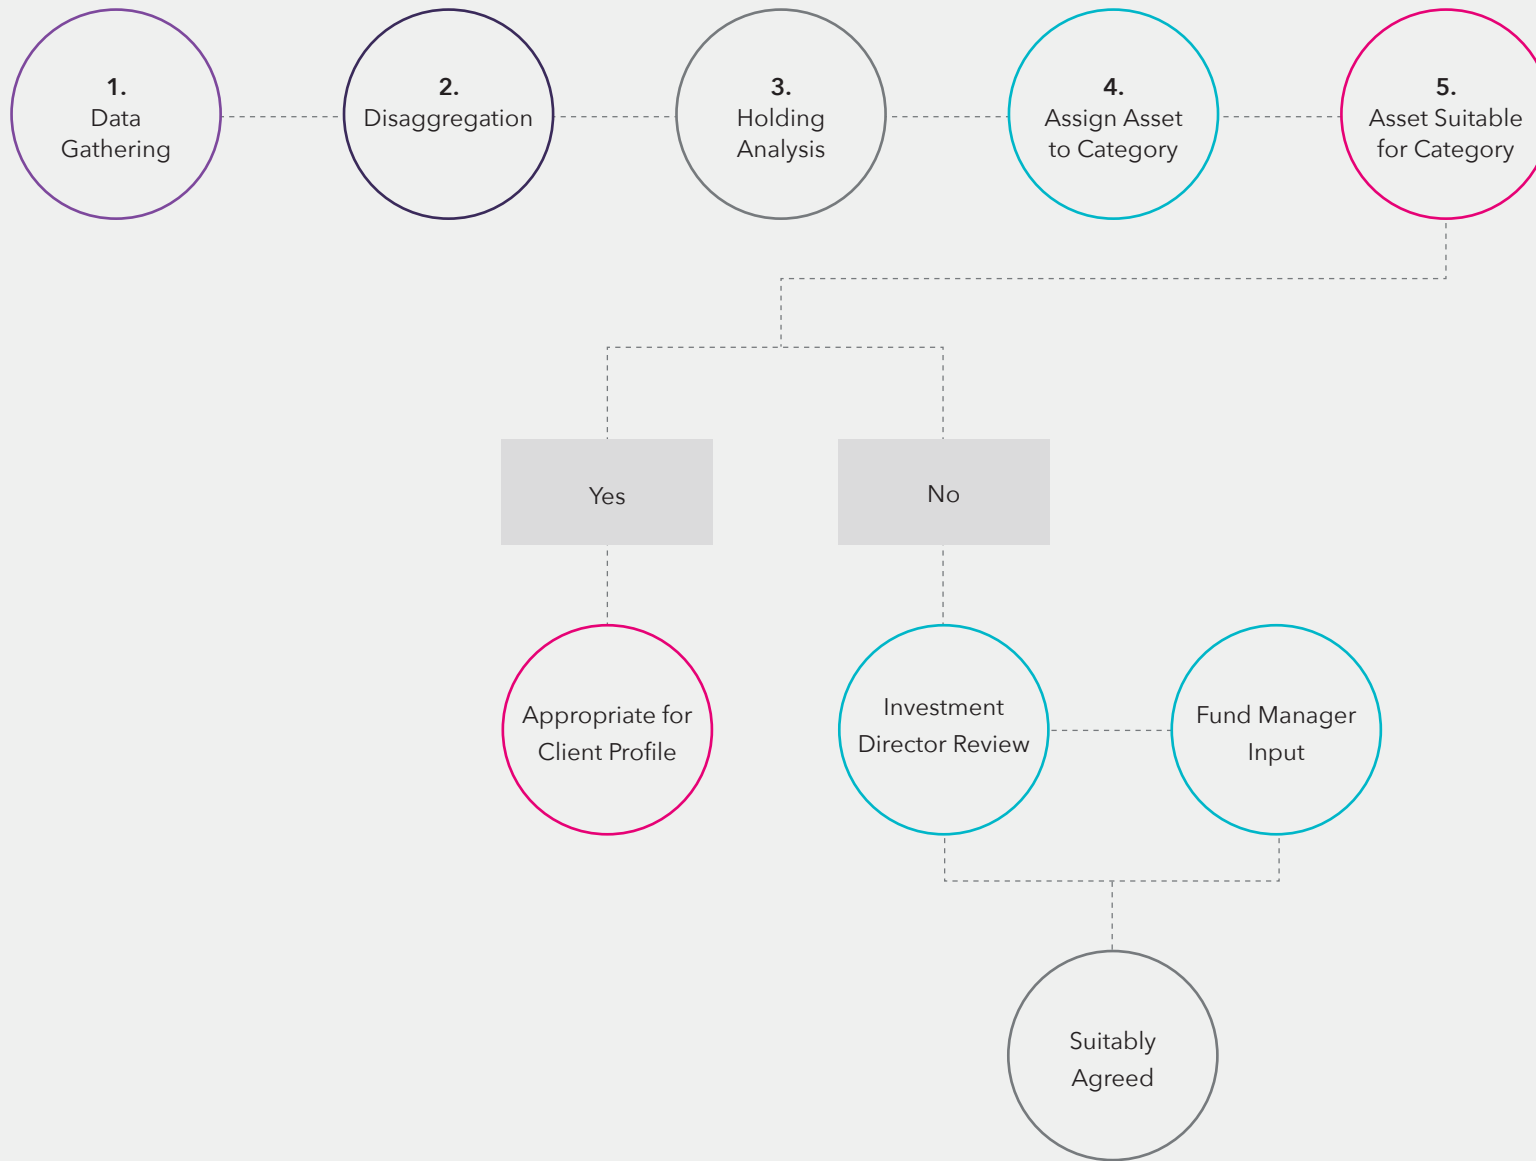 1.
Data
Gathering
2.
Disaggregation
3.
Holding
Analysis
4.
Assign Asset
to Category
5.
Asset Suitable
for Category
Yes
No
Appropriate for
Client Profile
Investment
Director Review
Fund Manager
Input
Suitably
Agreed